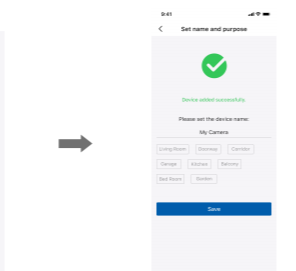 9:41
Set name and purpose
Device added successfully.
Please set the device name:
My Camera
Living Room Doorway Corridor
Garage Kitchen Balcony
Bed Room Garden
Save